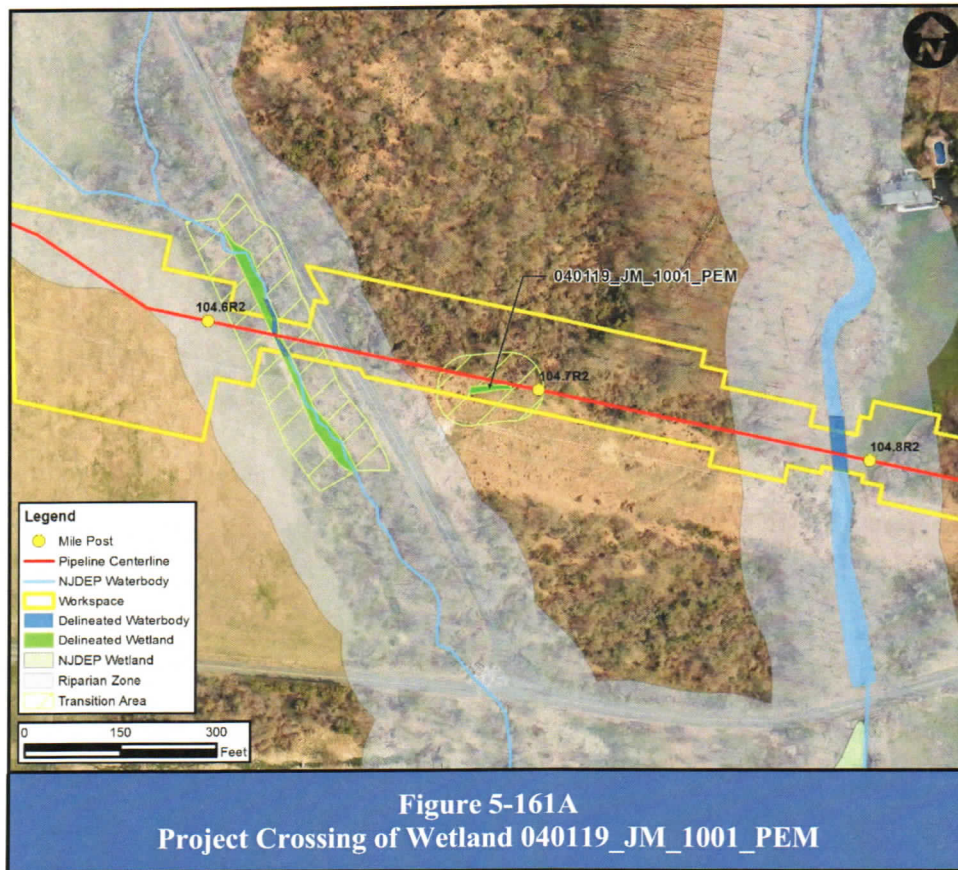 N
040119_JM_1001_PEM
104.6R2
104.7R2
104.8R2
Legend
Mile Post
Pipeline Centerline
NJDEP Waterbody
Workspace
Delineated Waterbody
Delineated Wetland
NJDEP Wetland
Riparian Zone
Transition Area
0 150 300
Feet
Figure 5-161A
Project Crossing of Wetland 040119_JM_1001_PEM